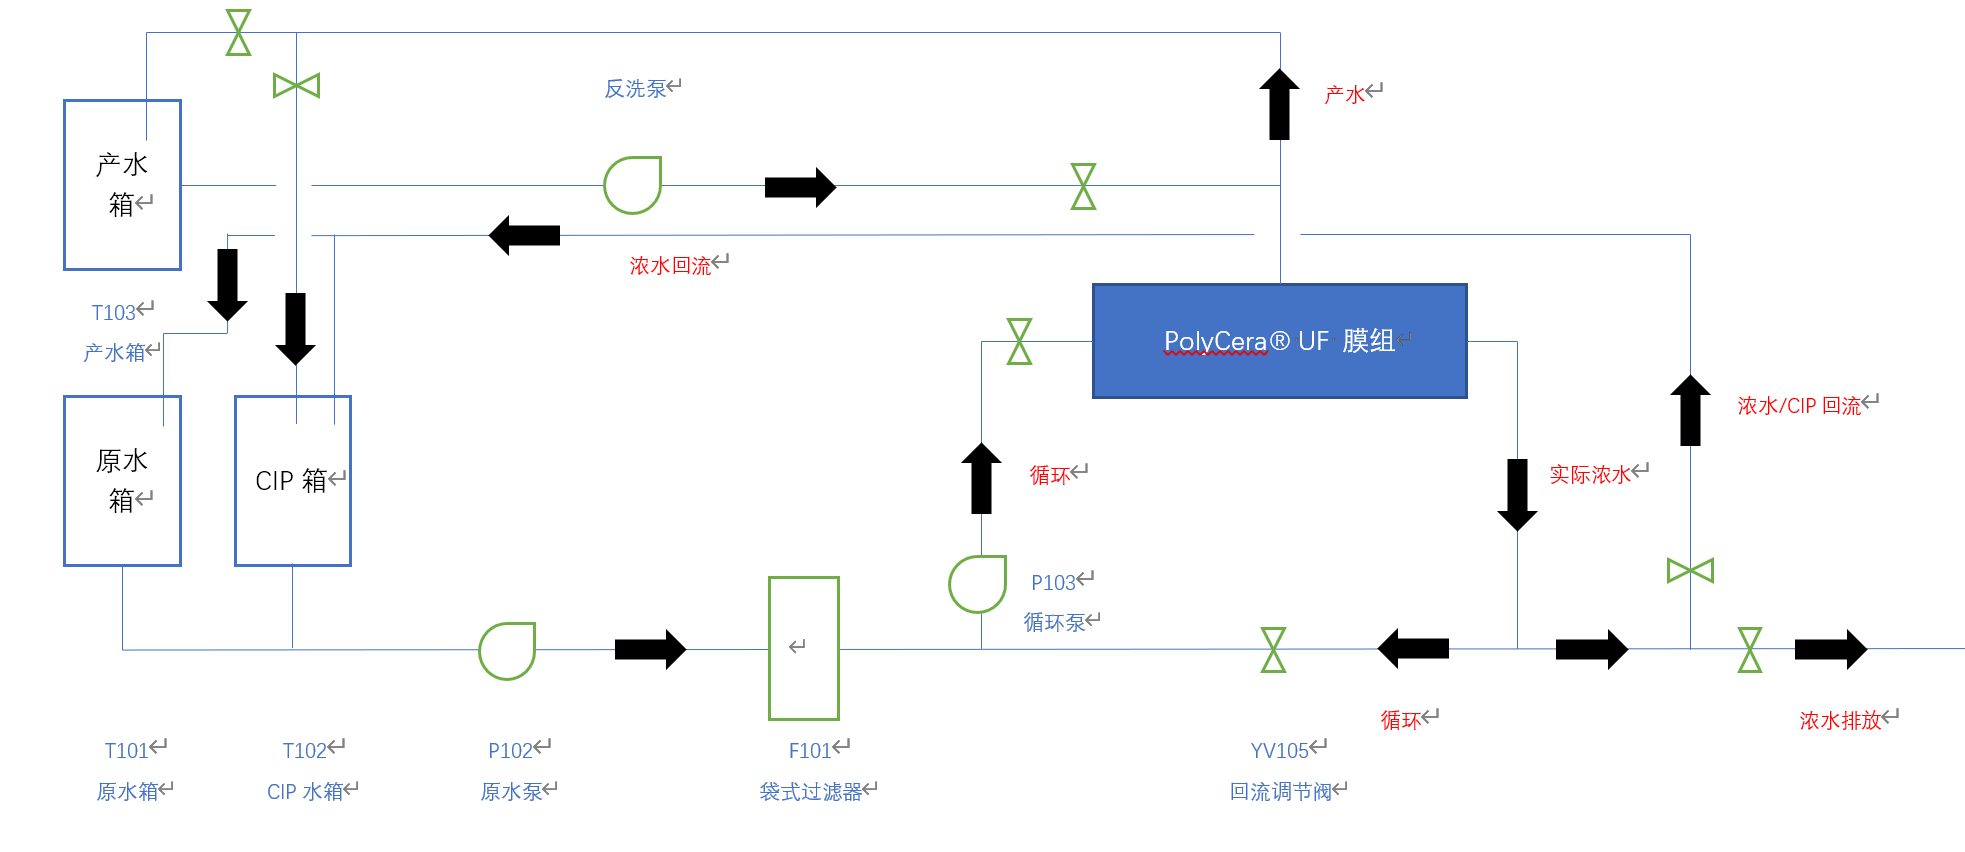 反洗泵
产水
产水
箱
浓水回流
T103
产水箱
PolyCera® UF 膜组
浓水/CIP 回流
原水
箱
CIP 箱
循环
实际浓水
P103
循环泵
循环
浓水排放
T101
原水箱
T102
CIP 水箱
P102
原水泵
F101
袋式过滤器
YV105
回流调节阀